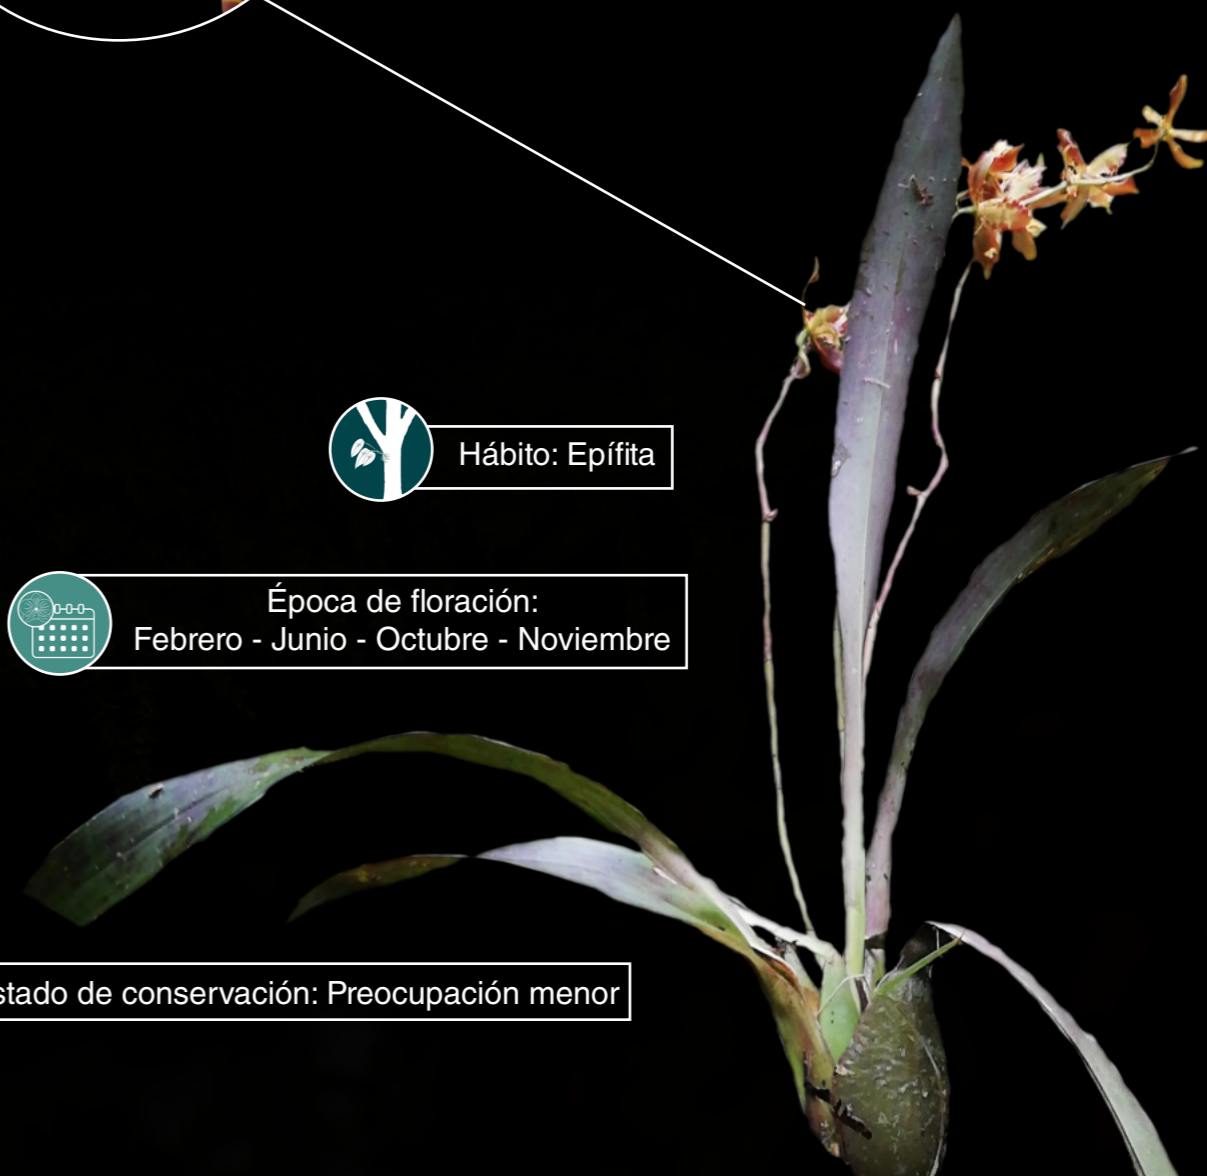 Hábito: Epífita
Época de floración:
Febrero - Junio - Octubre - Noviembre
stado de conservación: Preocupación menor